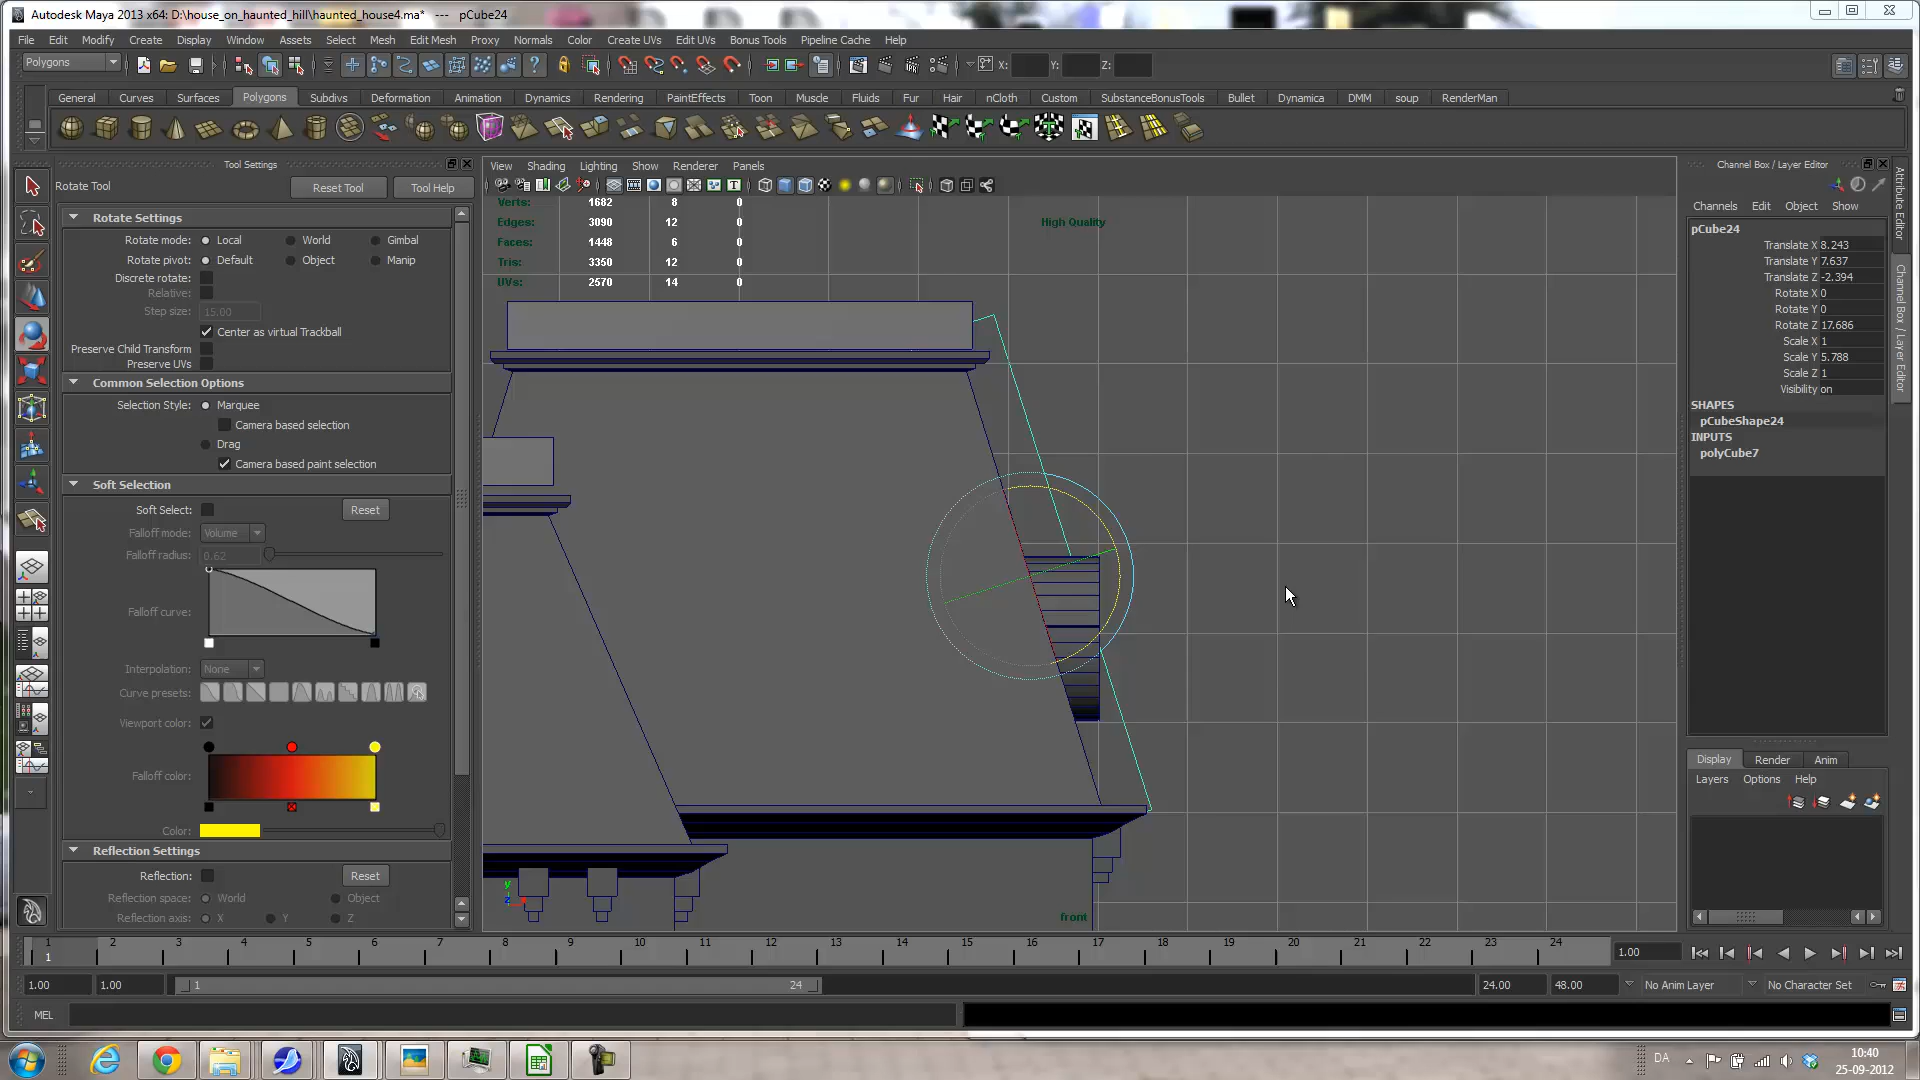 Autodesk Maya 2013 x64: D:\house_on_haunted_hill\haunted_house4.ma* --- pCube24
File Edit Modify Create Display Window Assets Select Mesh Edit Mesh Proxy Normals Color Create UVs Edit UVs Bonus Tools Pipeline Cache Help
Polygons X: Y: Z:
General Curves Surfaces Polygons Subdivs Deformation Animation Dynamics Rendering PaintEffects Toon Muscle Fluids Fur Hair nCloth Custom SubstanceBonusTools Bullet Dynamica DMM soup RenderMan
Tool Settings
Rotate Tool Reset Tool Tool Help
Rotate Settings
Rotate mode: Local World Gimbal
Rotate pivot: Default Object Manip
Discrete rotate:
Relative:
Step size: 15.00
Center as virtual Trackball
Preserve Child Transform
Preserve UVs
Common Selection Options
Selection Style: Marquee
Camera based selection
Drag
Camera based paint selection
Soft Selection
Soft Select: Reset
Falloff mode: Volume
Falloff radius: 0.62
Falloff curve:
Interpolation: None
Curve presets:
Viewport color:
Falloff color:
Color:
Reflection Settings
Reflection: Reset
Reflection space: World Object
Reflection axis: X Y Z
View Shading Lighting Show Renderer Panels
Verts: 1682 8 0
Edges: 3090 12 0
Faces: 1448 6 0
Tris: 3350 12 0
UVs: 2570 14 0
High Quality
y
z
front
Channel Box / Layer Editor
Channels Edit Object Show
pCube24
Translate X 8.243
Translate Y 7.637
Translate Z -2.394
Rotate X 0
Rotate Y 0
Rotate Z 17.686
Scale X 1
Scale Y 5.788
Scale Z 1
Visibility on
SHAPES
pCubeShape24
INPUTS
polyCube7
Display Render Anim
Layers Options Help
Attribute Editor
Channel Box / Layer Editor
1 2 3 4 5 6 7 8 9 10 11 12 13 14 15 16 17 18 19 20 21 22 23 24
1 1.00
1.00 1.00 1 24 24.00 48.00 No Anim Layer No Character Set
MEL
DA 10:40
25-09-2012